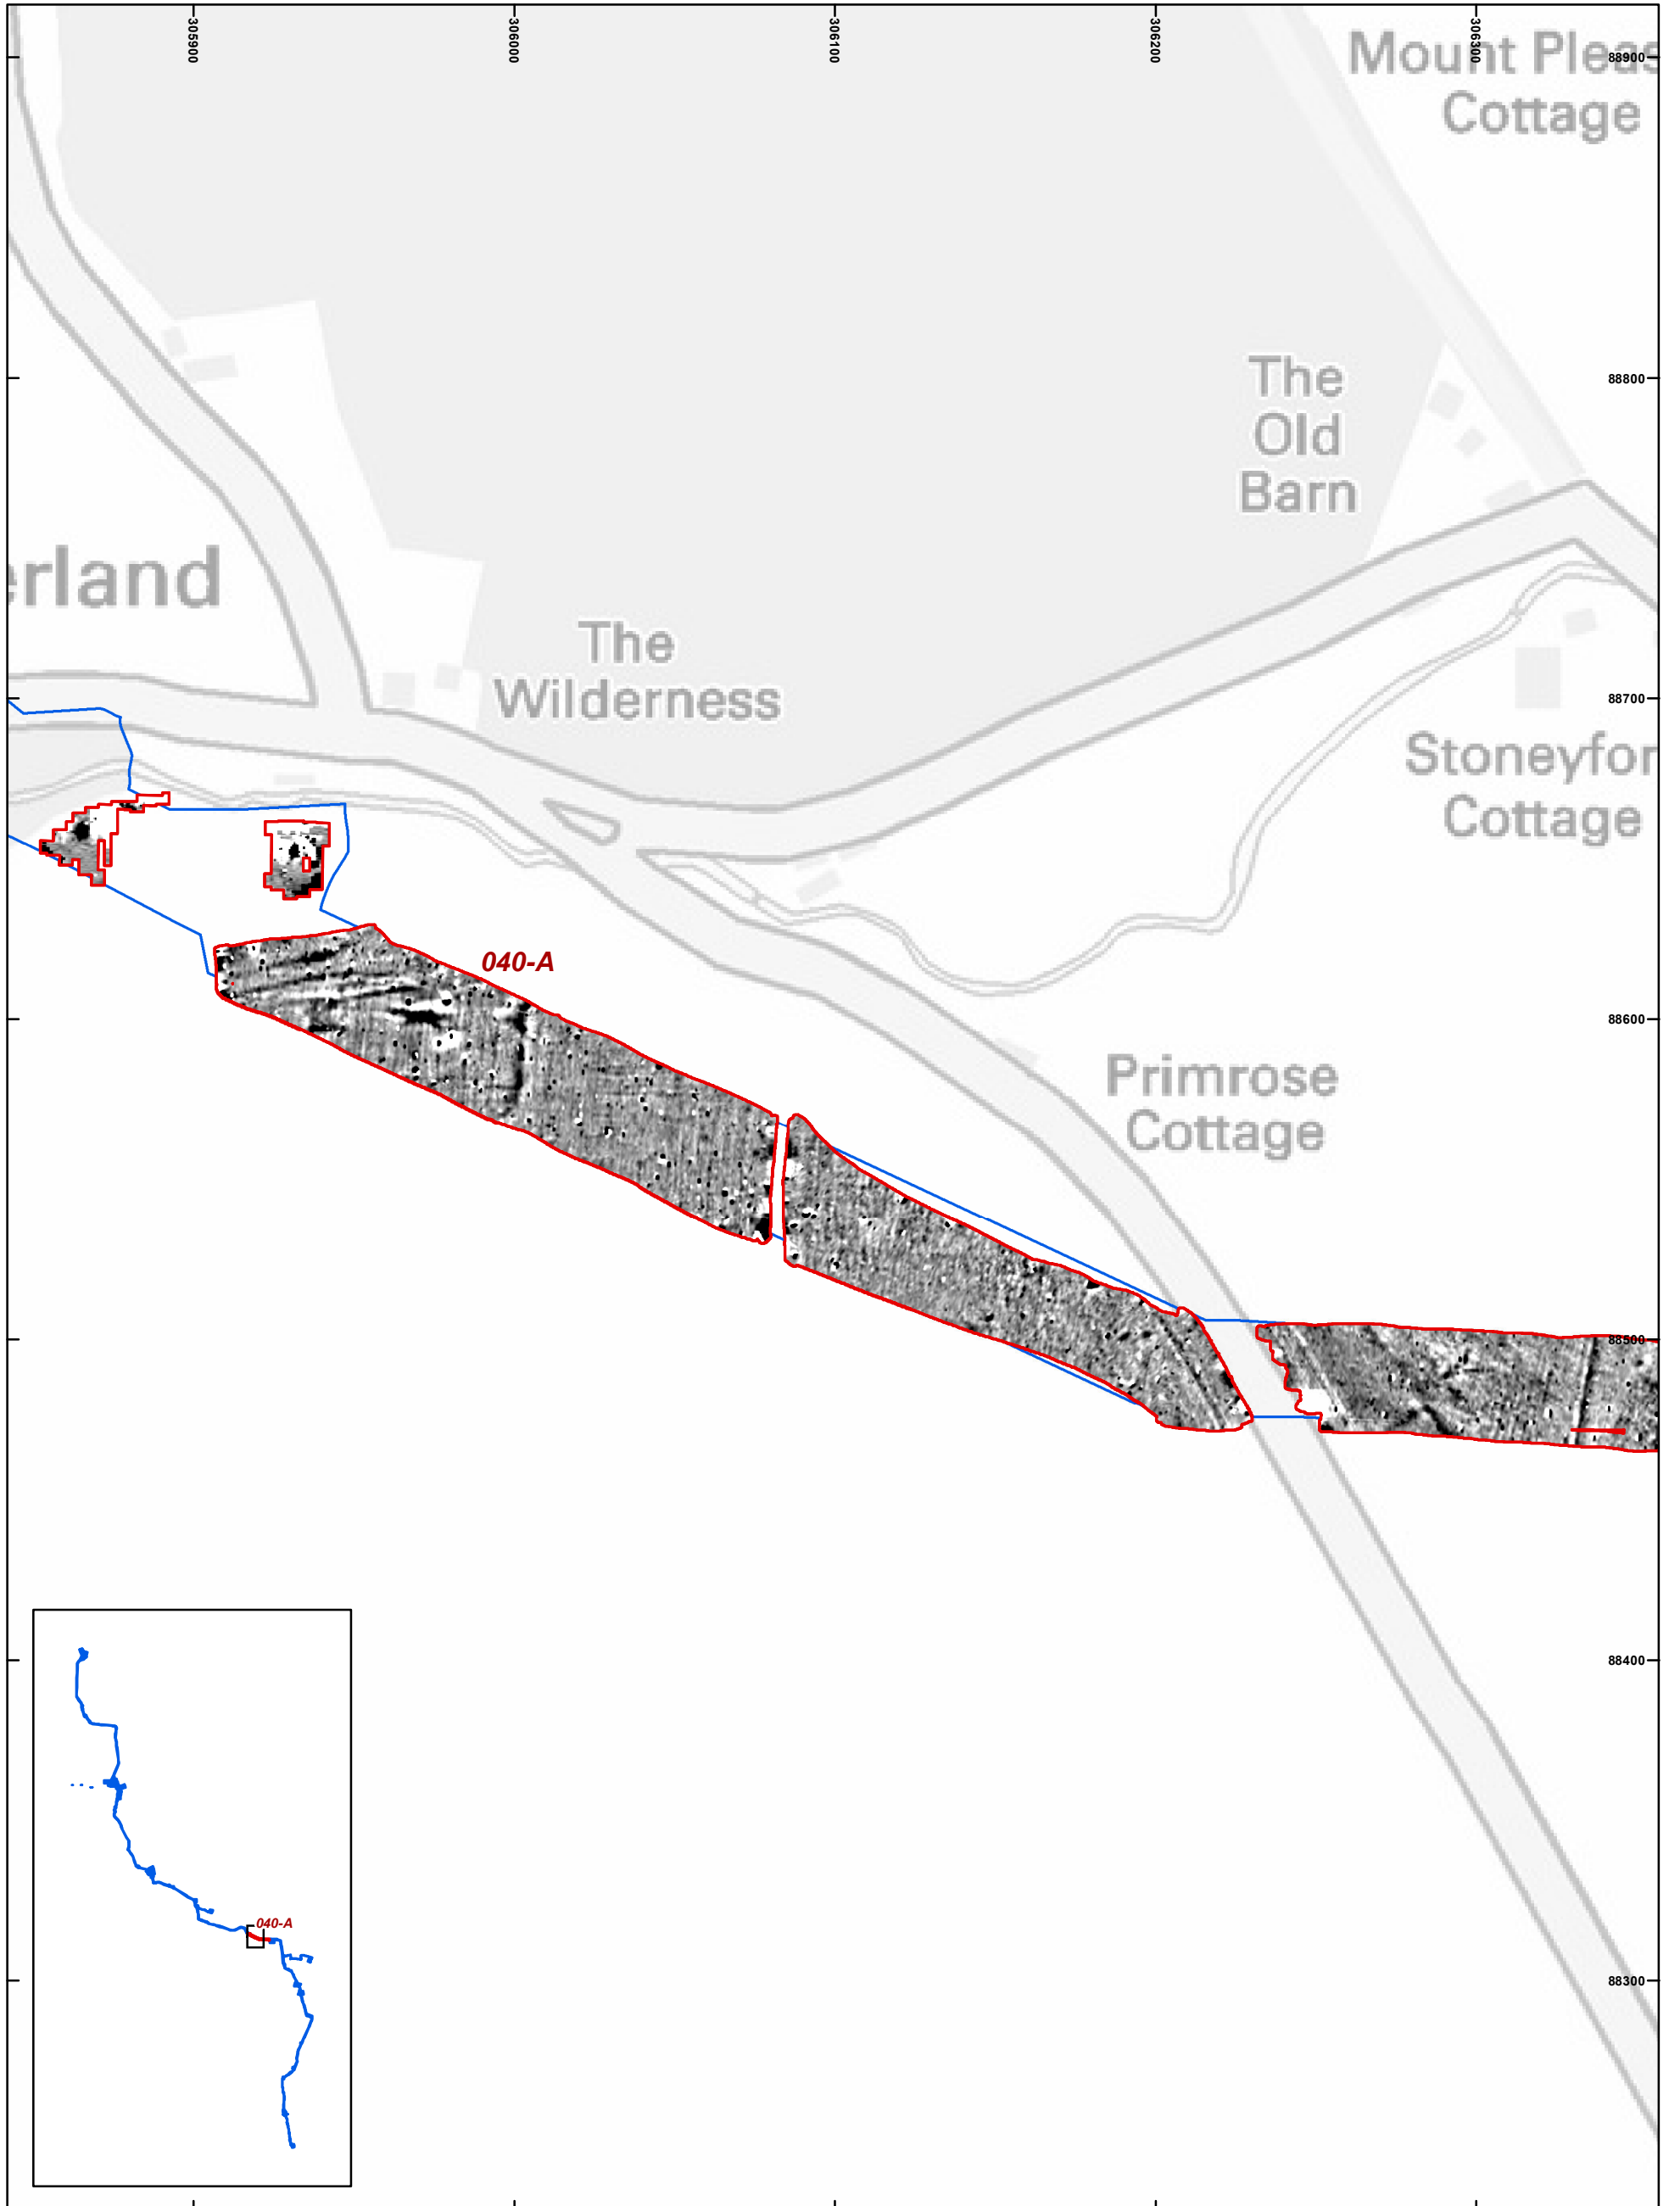 305900
306000
306100
306200
306300
88900
Mount Pleas
Cottage
88800
The
Old
Barn
erland
The
Wilderness
88700
Stoneyfor
Cottage
040-A
88600
Primrose
Cottage
88500
88400
040-A
88300